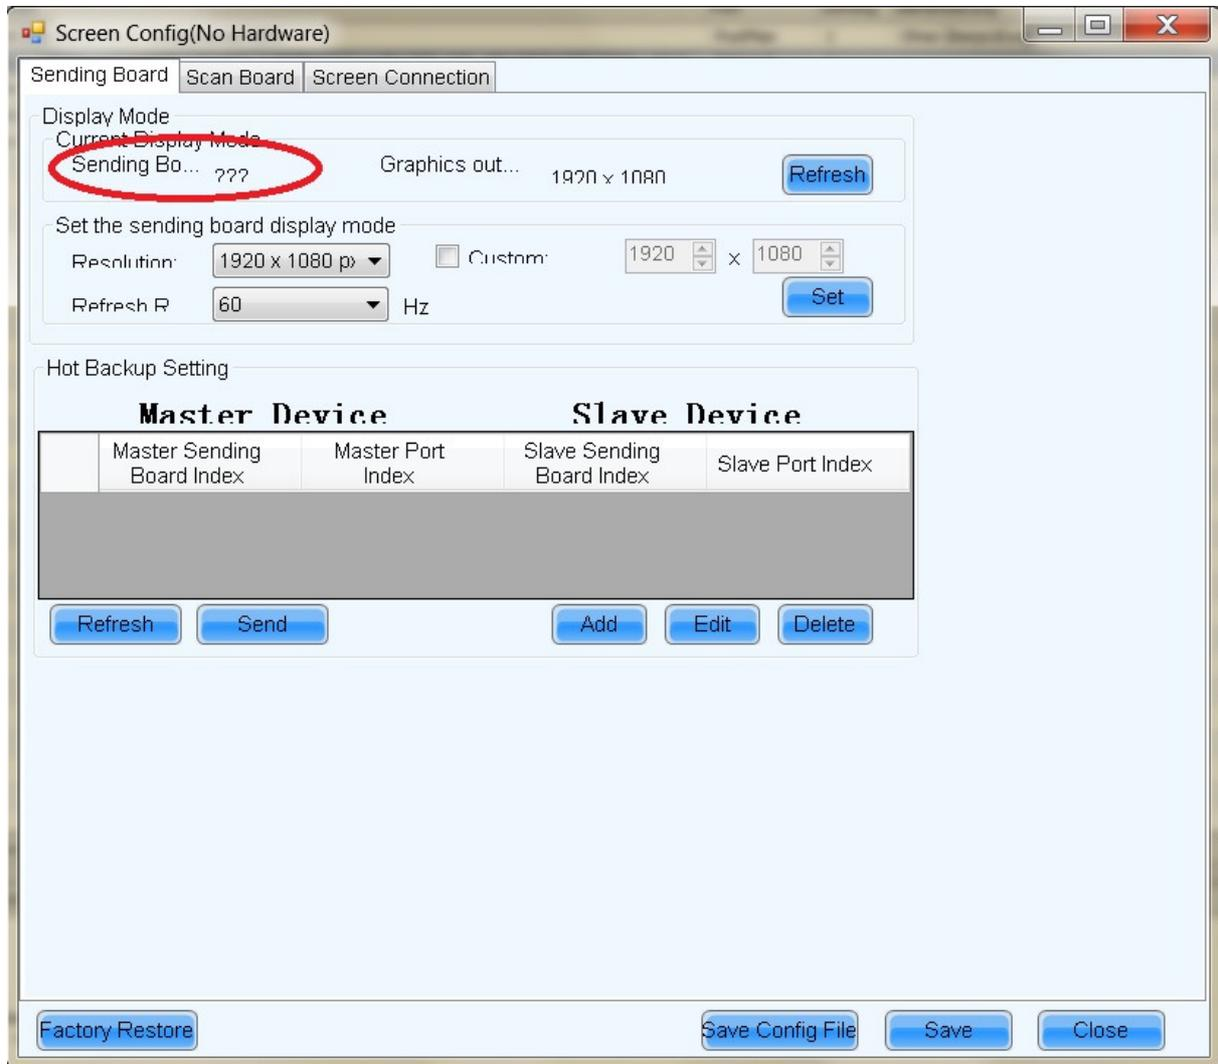 Screen Config(No Hardware)
Sending Board Scan Board Screen Connection
Display Mode
Current Display Mode
Sending Bo... ??? Graphics out... 1920 x 1080 Refresh
Set the sending board display mode
Resolution: 1920 x 1080 px Custom: 1920 x 1080
Refresh R 60 Hz Set
Hot Backup Setting
Master Device Slave Device
Master Sending Board Index Master Port Index Slave Sending Board Index Slave Port Index
Refresh Send Add Edit Delete
Factory Restore Save Config File Save Close